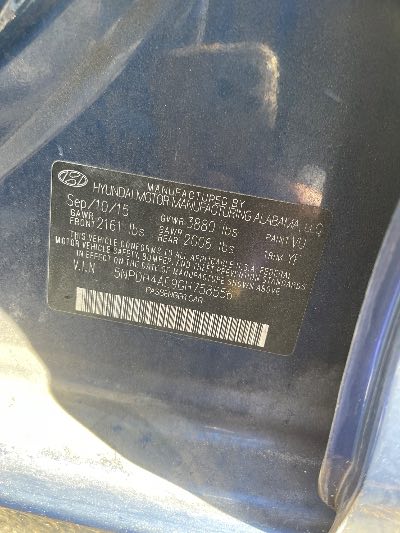 MANUFACTURED BY
HYUNDAI MOTOR MANUFACTURING ALABAMA, LLC
Sep/10/15 GVWR 3880 lbs PAINT VU
GAWR FRONT 2161 lbs GAWR REAR 2006 lbs TRIM YF
THIS VEHICLE CONFORMS TO ALL APPLICABLE U.S.A. FEDERAL
MOTOR VEHICLE SAFETY, BUMPER, AND THEFT PREVENTION
STANDARDS IN EFFECT ON THE DATE OF MANUFACTURE SHOWN ABOVE.
V.I.N
PASSENGER CAR